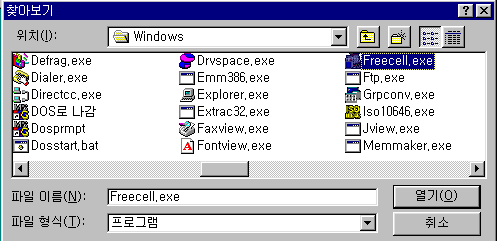 찾아보기
위치(I):
Windows
Defrag.exe
Dialer.exe
Directcc.exe
DOS로 나감
Dosprmpt
Dosstart.bat
Drvspace.exe
Emm386.exe
Explorer.exe
Extrac32.exe
Faxview.exe
Fontview.exe
Freecell.exe
Ftp.exe
Grpconv.exe
Iso10646.exe
Jview.exe
Memmaker.exe
파일 이름(N):
Freecell.exe
열기(O)
파일 형식(T):
프로그램
취소